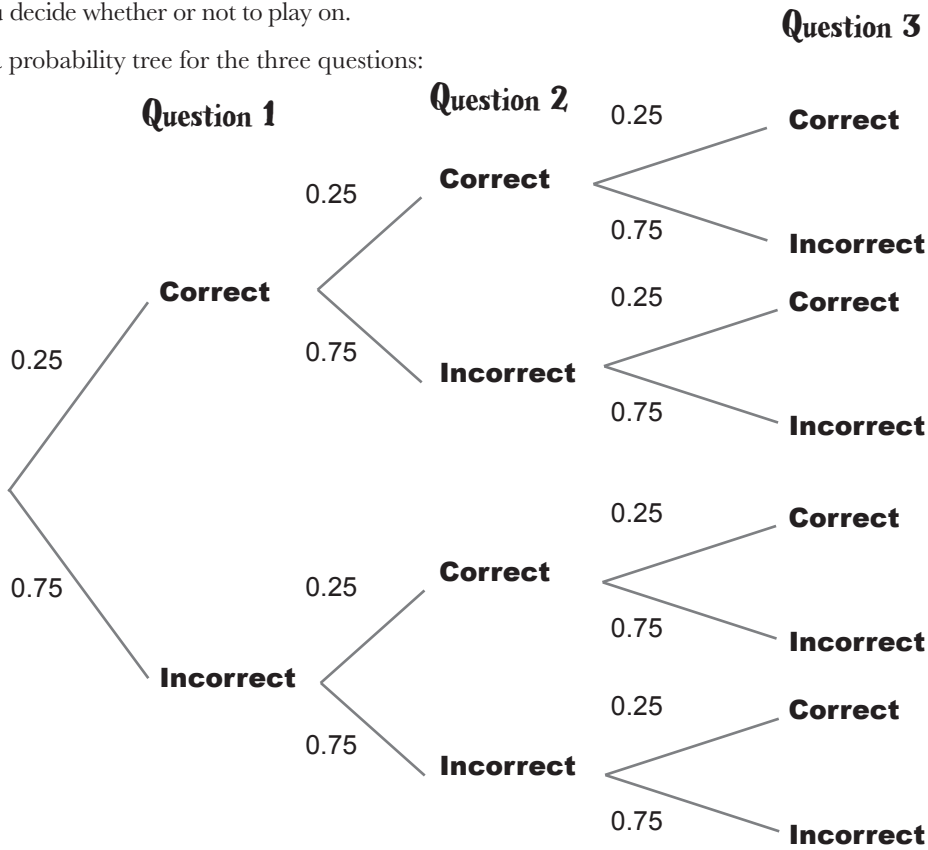 decide whether or not to play on.
probability tree for the three questions:
Question 1
Question 2
Question 3
0.25
0.75
Correct
Incorrect
0.25
0.75
0.25
0.75
Correct
Incorrect
Correct
Incorrect
0.25
0.75
0.25
0.75
0.25
0.75
0.25
0.75
Correct
Incorrect
Correct
Incorrect
Correct
Incorrect
Correct
Incorrect